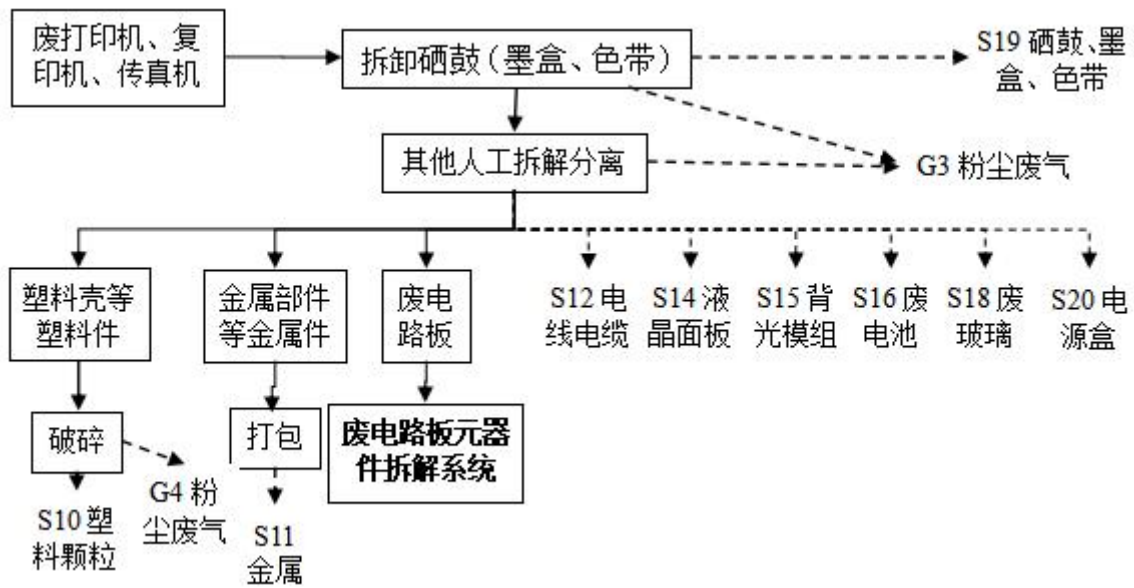 废打印机、复
印机、传真机
拆卸硒鼓（墨盒、色带）
S19 硒鼓、墨
盒、色带
其他人工拆解分离
G3 粉尘废气
塑料壳等
塑料件
金属部件
等金属件
废电
路板
S12 电
线电缆
S14 液
晶面板
S15 背
光模组
S16 废
电池
S18 废
玻璃
S20 电
源盒
破碎
打包
废电路板元器
件拆解系统
G4 粉
尘废气
S10 塑
料颗粒
S11
金属